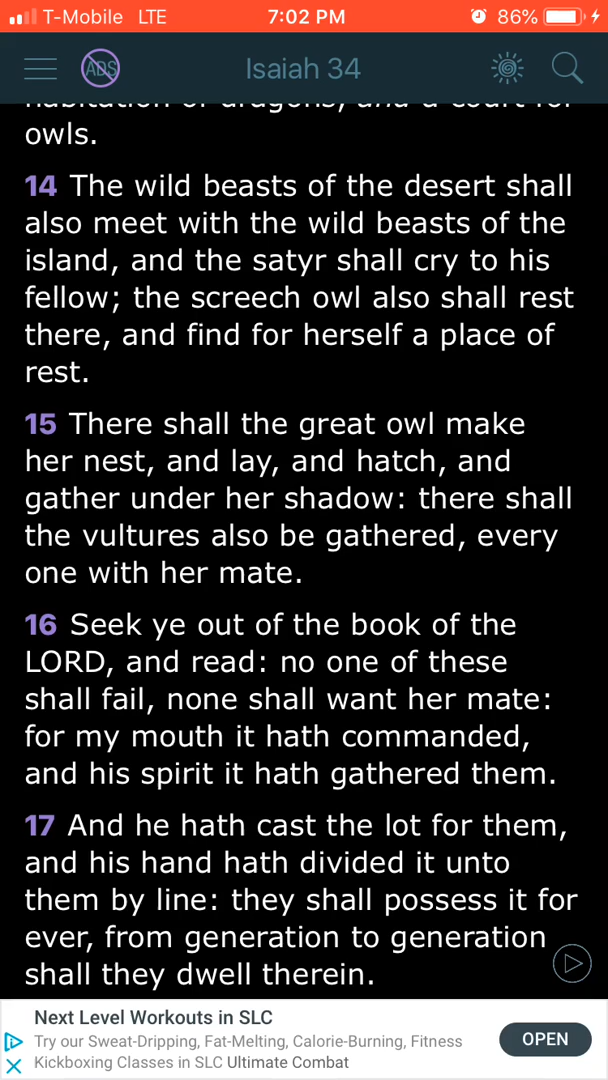 T-Mobile LTE 7:02 PM 86%
ADS Isaiah 34
habitation of dragons, and a court for
owls.
14 The wild beasts of the desert shall
also meet with the wild beasts of the
island, and the satyr shall cry to his
fellow; the screech owl also shall rest
there, and find for herself a place of
rest.
15 There shall the great owl make
her nest, and lay, and hatch, and
gather under her shadow: there shall
the vultures also be gathered, every
one with her mate.
16 Seek ye out of the book of the
LORD, and read: no one of these
shall fail, none shall want her mate:
for my mouth it hath commanded,
and his spirit it hath gathered them.
17 And he hath cast the lot for them,
and his hand hath divided it unto
them by line: they shall possess it for
ever, from generation to generation
shall they dwell therein.
Next Level Workouts in SLC
Try our Sweat-Dripping, Fat-Melting, Calorie-Burning, Fitness
Kickboxing Classes in SLC Ultimate Combat
OPEN